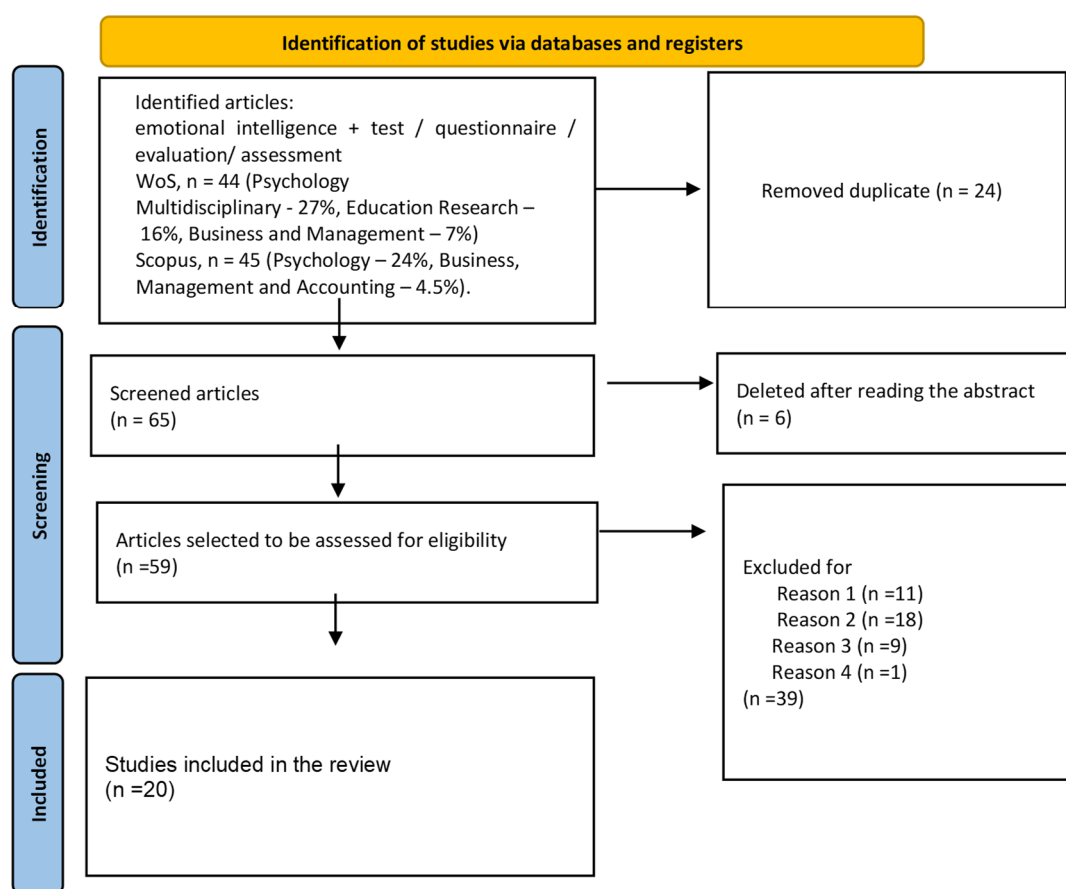 Identification of studies via databases and registers
Identification
Identified articles:
emotional intelligence + test / questionnaire /
evaluation/ assessment
WoS, n = 44 (Psychology
Multidisciplinary - 27%, Education Research –
16%, Business and Management – 7%)
Scopus, n = 45 (Psychology – 24%, Business,
Management and Accounting – 4.5%).
Removed duplicate (n = 24)
Screening
Screened articles
(n = 65)
Deleted after reading the abstract
(n = 6)
Articles selected to be assessed for eligibility
(n =59)
Excluded for
Reason 1 (n =11)
Reason 2 (n =18)
Reason 3 (n =9)
Reason 4 (n =1)
(n =39)
Included
Studies included in the review
(n =20)